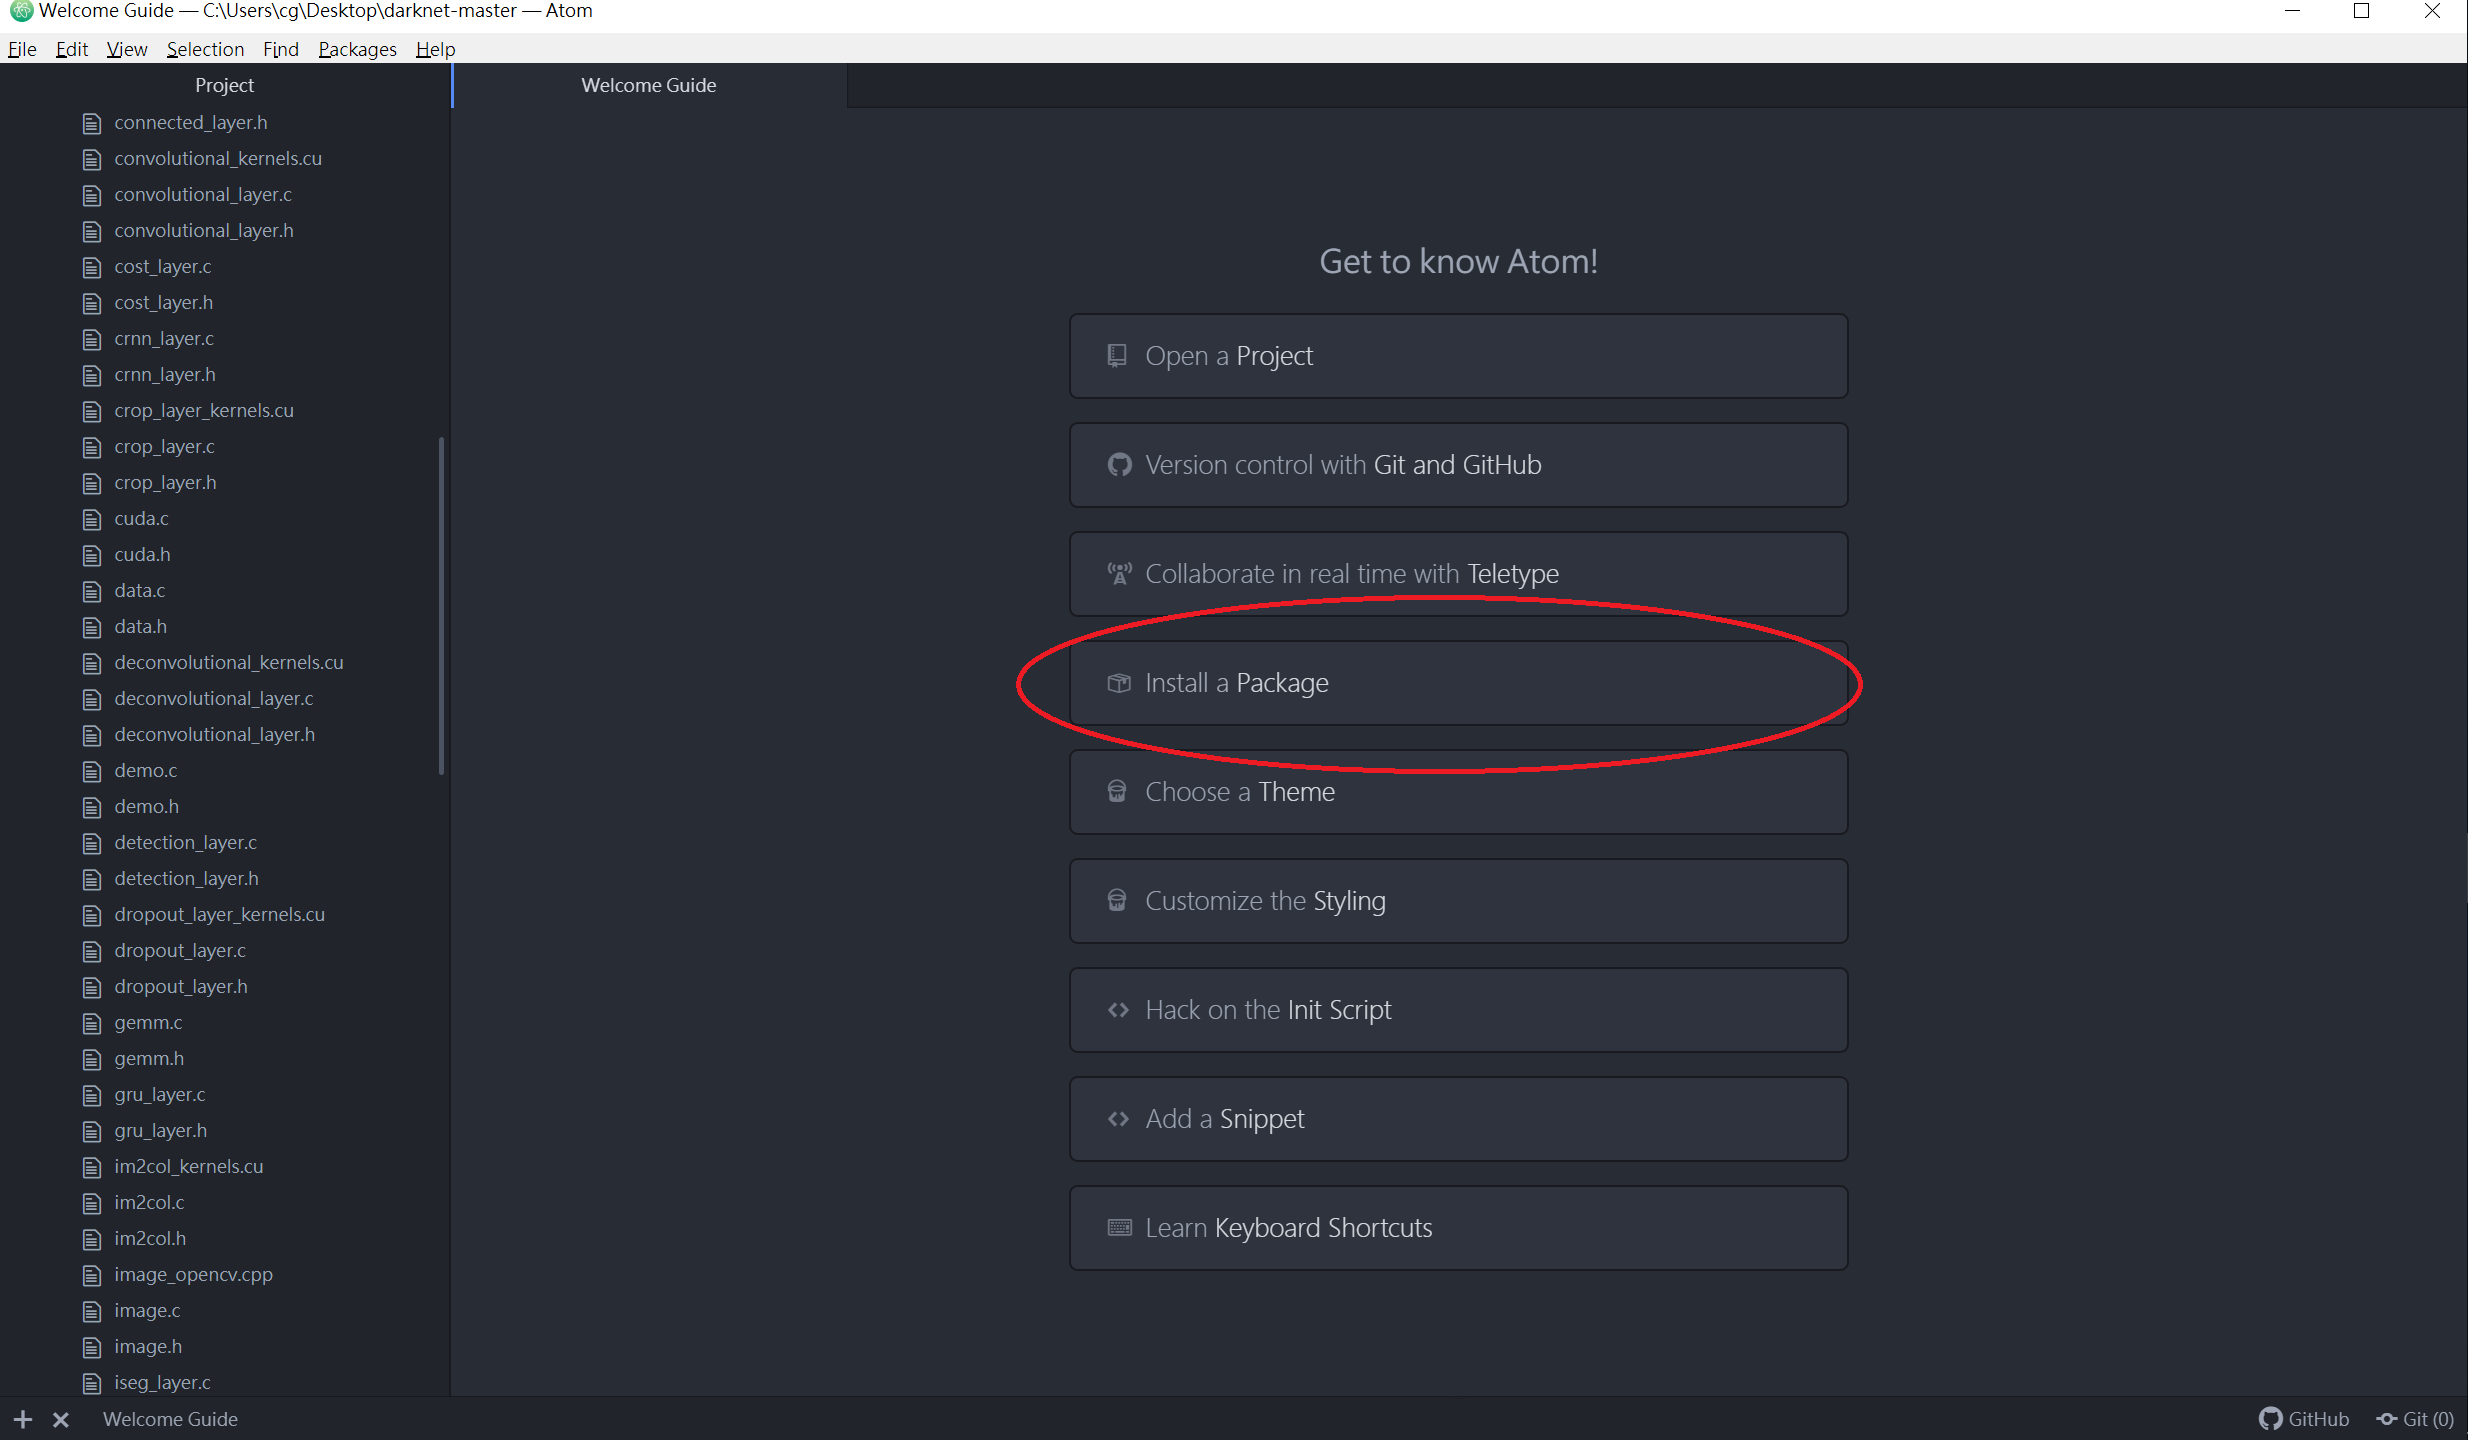 Welcome Guide — C:\Users\cg\Desktop\darknet-master — Atom
File Edit View Selection Find Packages Help
Project
connected_layer.h
convolutional_kernels.cu
convolutional_layer.c
convolutional_layer.h
cost_layer.c
cost_layer.h
crnn_layer.c
crnn_layer.h
crop_layer_kernels.cu
crop_layer.c
crop_layer.h
cuda.c
cuda.h
data.c
data.h
deconvolutional_kernels.cu
deconvolutional_layer.c
deconvolutional_layer.h
demo.c
demo.h
detection_layer.c
detection_layer.h
dropout_layer_kernels.cu
dropout_layer.c
dropout_layer.h
gemm.c
gemm.h
gru_layer.c
gru_layer.h
im2col_kernels.cu
im2col.c
im2col.h
image_opencv.cpp
image.c
image.h
iseg_layer.c
Welcome Guide
Get to know Atom!
Open a Project
Version control with Git and GitHub
Collaborate in real time with Teletype
Install a Package
Choose a Theme
Customize the Styling
Hack on the Init Script
Add a Snippet
Learn Keyboard Shortcuts
Welcome Guide
GitHub
Git (0)